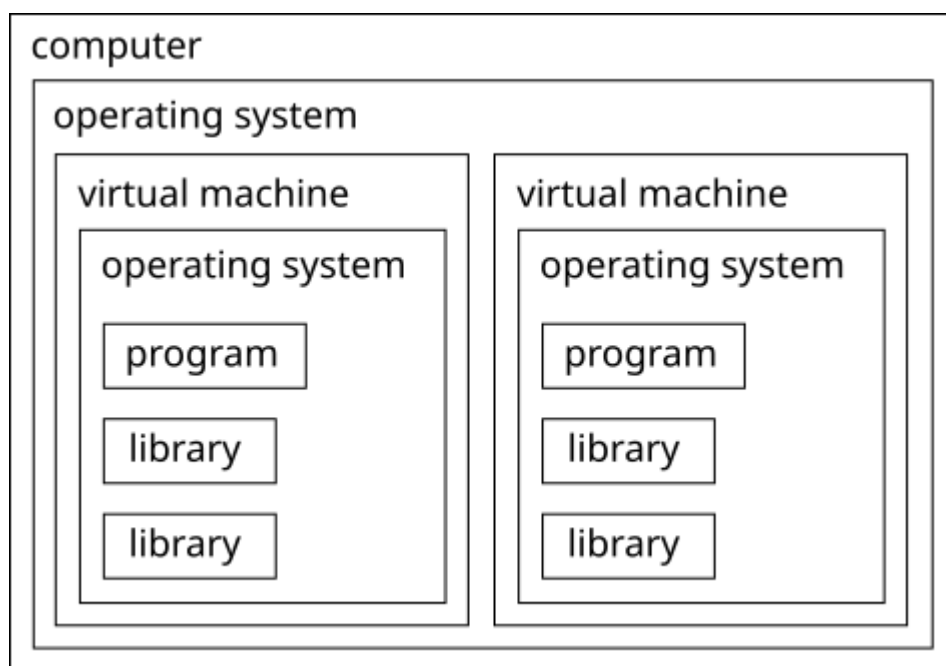 computer
operating system
virtual machine
operating system
program
library
library
virtual machine
operating system
program
library
library